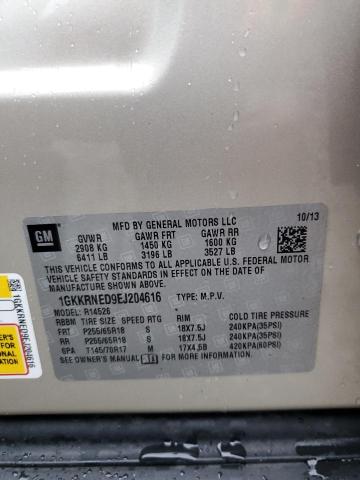 MFD BY GENERAL MOTORS LLC 10/13
GM
GVWR GAWR FRT GAWR RR
2908 KG 1450 KG 1600 KG
6411 LB 3196 LB 3527 LB
THIS VEHICLE CONFORMS TO ALL APPLICABLE U.S. FEDERAL MOTOR
VEHICLE SAFETY STANDARDS IN EFFECT ON THE DATE OF
MANUFACTURE SHOWN ABOVE.
1GKKRNED9EJ204616 TYPE: M.P.V.
MODEL: R14526
RBBM TIRE SIZE SPEED RTG RIM COLD TIRE PRESSURE
FRT P255/65R18 S 18X7.5J 240KPA(35PSI)
RR P255/65R18 S 18X7.5J 240KPA(35PSI)
SPA T145/70R17 M 17X4.5B 420KPA(60PSI)
SEE OWNER'S MANUAL FOR ADDITIONAL INFORMATION.
1GKKRNED9EJ204616